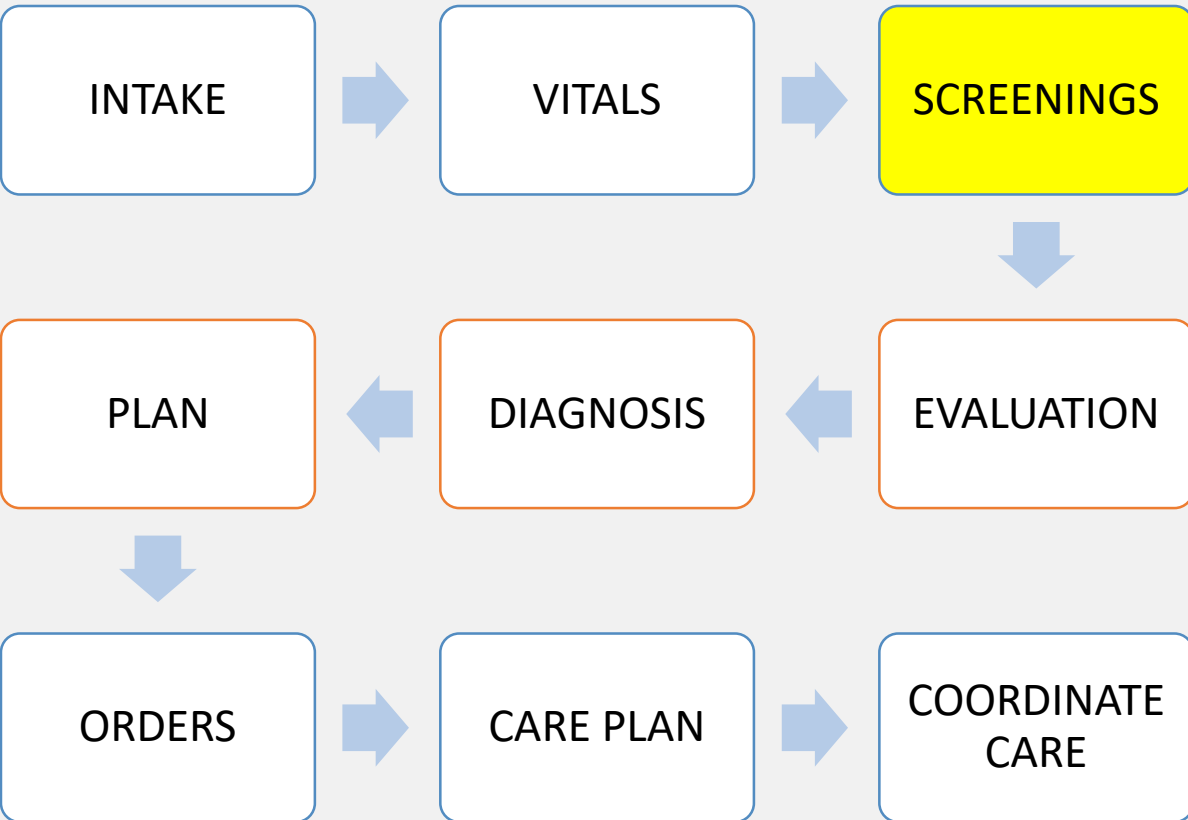 INTAKE
VITALS
SCREENINGS
EVALUATION
DIAGNOSIS
PLAN
ORDERS
CARE PLAN
COORDINATE
CARE